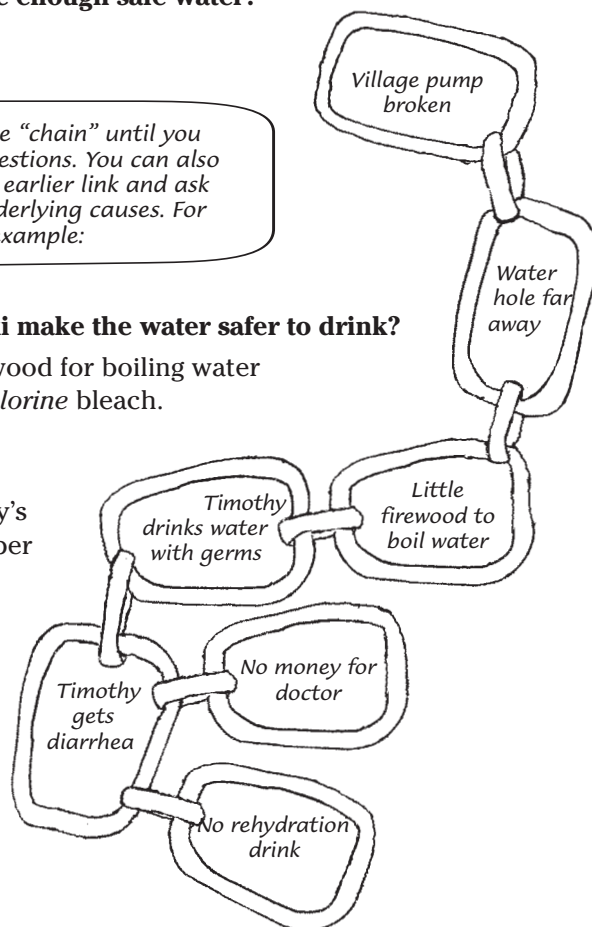 e enough safe water?
Village pump
broken
e “chain” until you
estions. You can also
earlier link and ask
derlying causes. For
xample:
Water
hole far
away
i make the water safer to drink?
wood for boiling water
lorine bleach.
Little
firewood to
boil water
Timothy
drinks water
with germs
y’s
per
No money for
doctor
Timothy
gets
diarrhea
No rehydration
drink